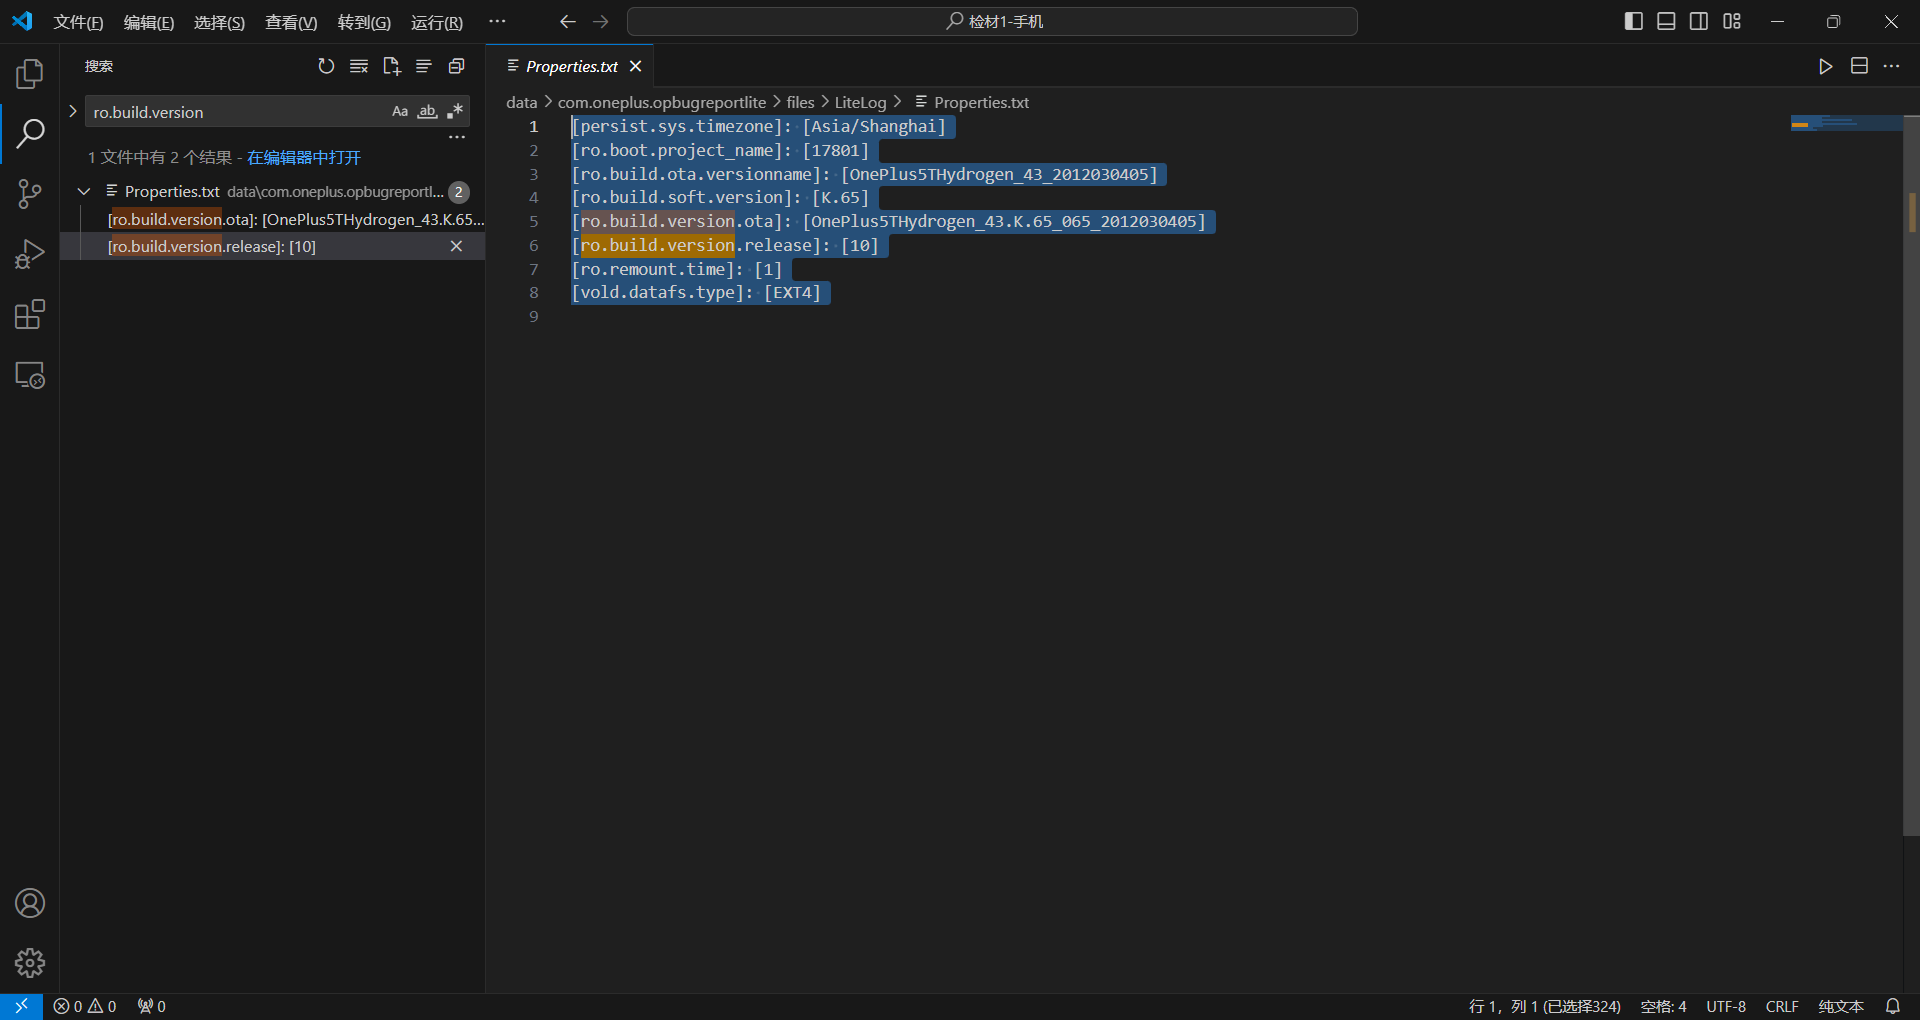 文件(F) 编辑(E) 选择(S) 查看(V) 转到(G) 运行(R) ··· 检材1-手机
搜索
ro.build.version Aa ab .*
1 文件中有 2 个结果 - 在编辑器中打开
Properties.txt data\com.oneplus.opbugreportl... 2
[ro.build.version.ota]: [OnePlus5THydrogen_43.K.65...
[ro.build.version.release]: [10]
Properties.txt
data > com.oneplus.opbugreportlite > files > LiteLog > Properties.txt
1 [persist.sys.timezone]: [Asia/Shanghai]
2 [ro.boot.project_name]: [17801]
3 [ro.build.ota.versionname]: [OnePlus5THydrogen_43_2012030405]
4 [ro.build.soft.version]: [K.65]
5 [ro.build.version.ota]: [OnePlus5THydrogen_43.K.65_065_2012030405]
6 [ro.build.version.release]: [10]
7 [ro.remount.time]: [1]
8 [vold.datafs.type]: [EXT4]
9
0 0 0 行 1，列 1 (已选择324) 空格: 4 UTF-8 CRLF 纯文本